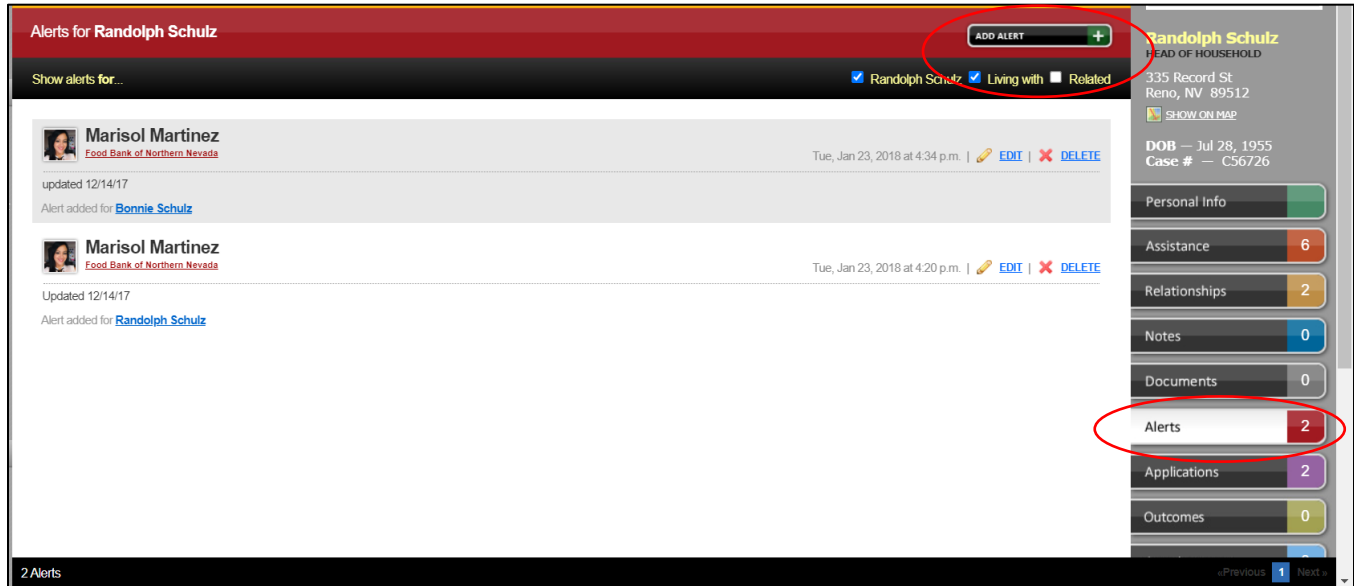 Alerts for Randolph Schulz
ADD ALERT +
Show alerts for...
Randolph Schulz Living with Related
Marisol Martinez
Food Bank of Northern Nevada
Tue, Jan 23, 2018 at 4:34 p.m. | EDIT | DELETE
updated 12/14/17
Alert added for Bonnie Schulz
Marisol Martinez
Food Bank of Northern Nevada
Tue, Jan 23, 2018 at 4:20 p.m. | EDIT | DELETE
Updated 12/14/17
Alert added for Randolph Schulz
2 Alerts
«Previous 1 Next»
Randolph Schulz
HEAD OF HOUSEHOLD
335 Record St
Reno, NV 89512
SHOW ON MAP
DOB — Jul 28, 1955
Case # — C56726
Personal Info
Assistance 6
Relationships 2
Notes 0
Documents 0
Alerts 2
Applications 2
Outcomes 0